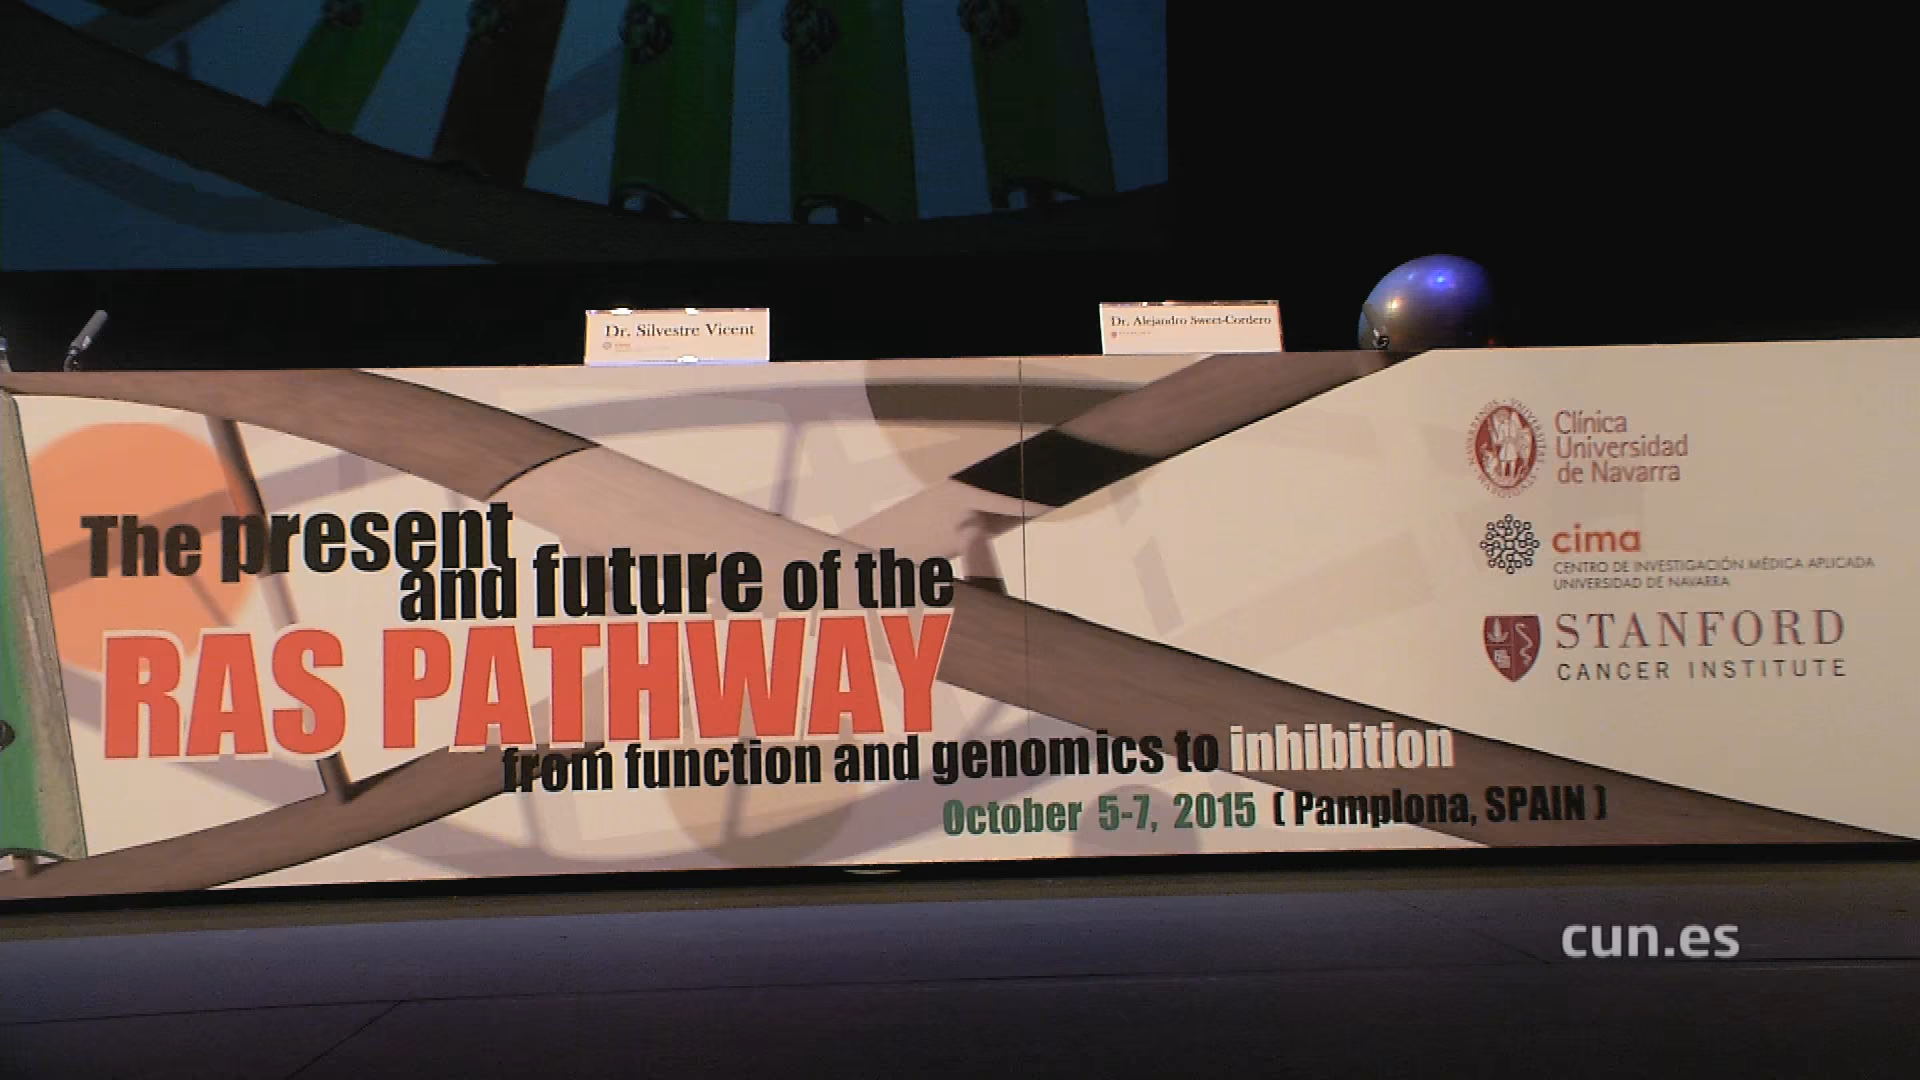 Dr. Silvestre Vicent
cima
Dr. Alejandro Sweet-Cordero
Clínica
Universidad
de Navarra
cima
CENTRO DE INVESTIGACIÓN MÉDICA APLICADA
UNIVERSIDAD DE NAVARRA
STANFORD
CANCER INSTITUTE
The present
and future of the
RAS PATHWAY
from function and genomics to inhibition
October 5-7, 2015 ( Pamplona, SPAIN )
cun.es